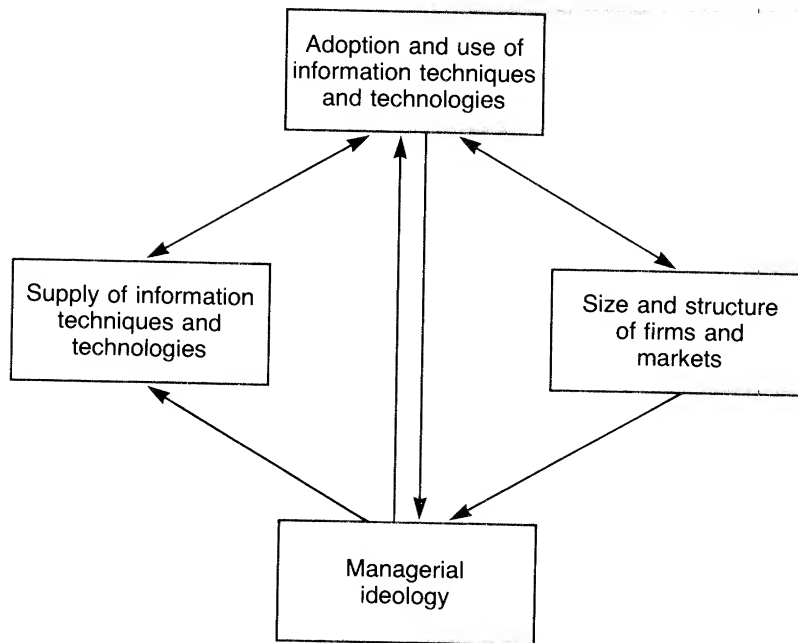 Adoption and use of
information techniques
and technologies
Supply of information
techniques and
technologies
Size and structure
of firms and
markets
Managerial
ideology